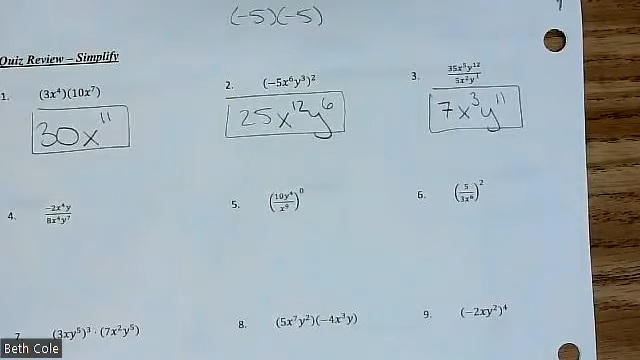 (-5)(-5)
Quiz Review – Simplify
1. (3x⁴)(10x⁷)
30x¹¹
2. (-5x⁶y³)²
25x¹²y⁶
3. 35x⁵y¹²/5x²y¹
7x³y¹¹
4. -2x⁴y/8x⁴y⁷
5. (10y⁴/x⁹)⁰
6. (5/3x⁶)²
7. (3xy⁵)³ · (7x²y⁵)
8. (5x⁷y²)(-4x³y)
9. (-2xy²)⁴
Beth Cole